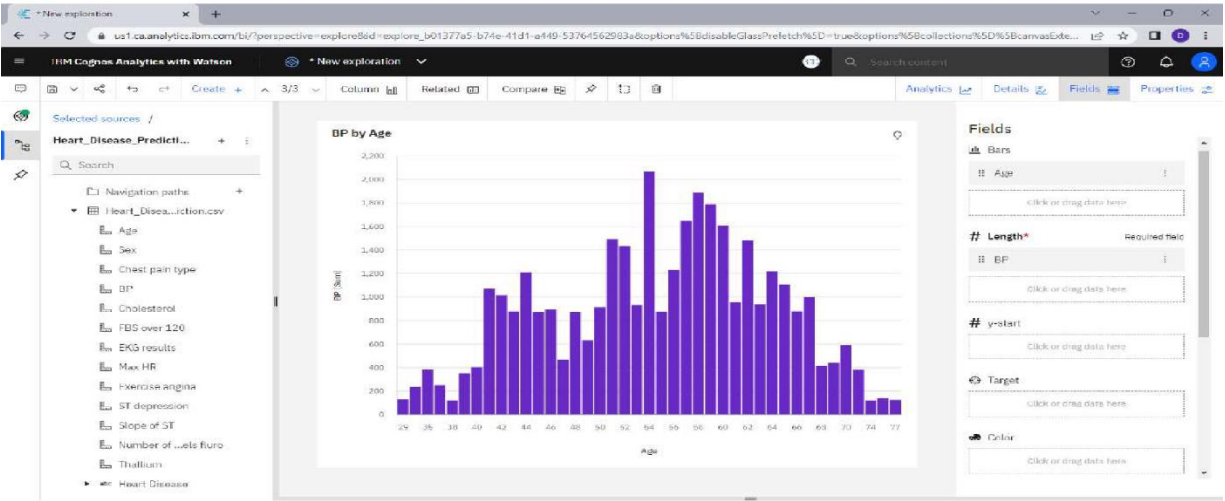 * New exploration
us1.ca.analytics.ibm.com/bi/?perspective=explore&id=explore_b01377a5-b74e-41d1-a449-53764562983a&options%5BdisableGlassPrefetch%5D=true&options%5Bcollections%5D%5BcanvasExte...
IBM Cognos Analytics with Watson
* New exploration
Search content
Create +
3/3
Column
Related
Compare
Analytics
Details
Fields
Properties
Selected sources /
Heart_Disease_Predicti...
Search
Navigation paths
Heart_Disea...iction.csv
Age
Sex
Chest pain type
BP
Cholesterol
FBS over 120
EKG results
Max HR
Exercise angina
ST depression
Slope of ST
Number of ...els fluro
Thallium
abc Heart Disease
BP by Age
2,200
2,000
1,800
1,600
1,400
1,200
1,000
800
600
400
200
0
BP (Sum)
29 35 38 40 42 44 46 48 50 52 54 56 58 60 62 64 66 68 70 74 77
Age
Fields
Bars
Age
Click or drag data here
# Length* Required field
BP
Click or drag data here
# y-start
Click or drag data here
Target
Click or drag data here
Color
Click or drag data here